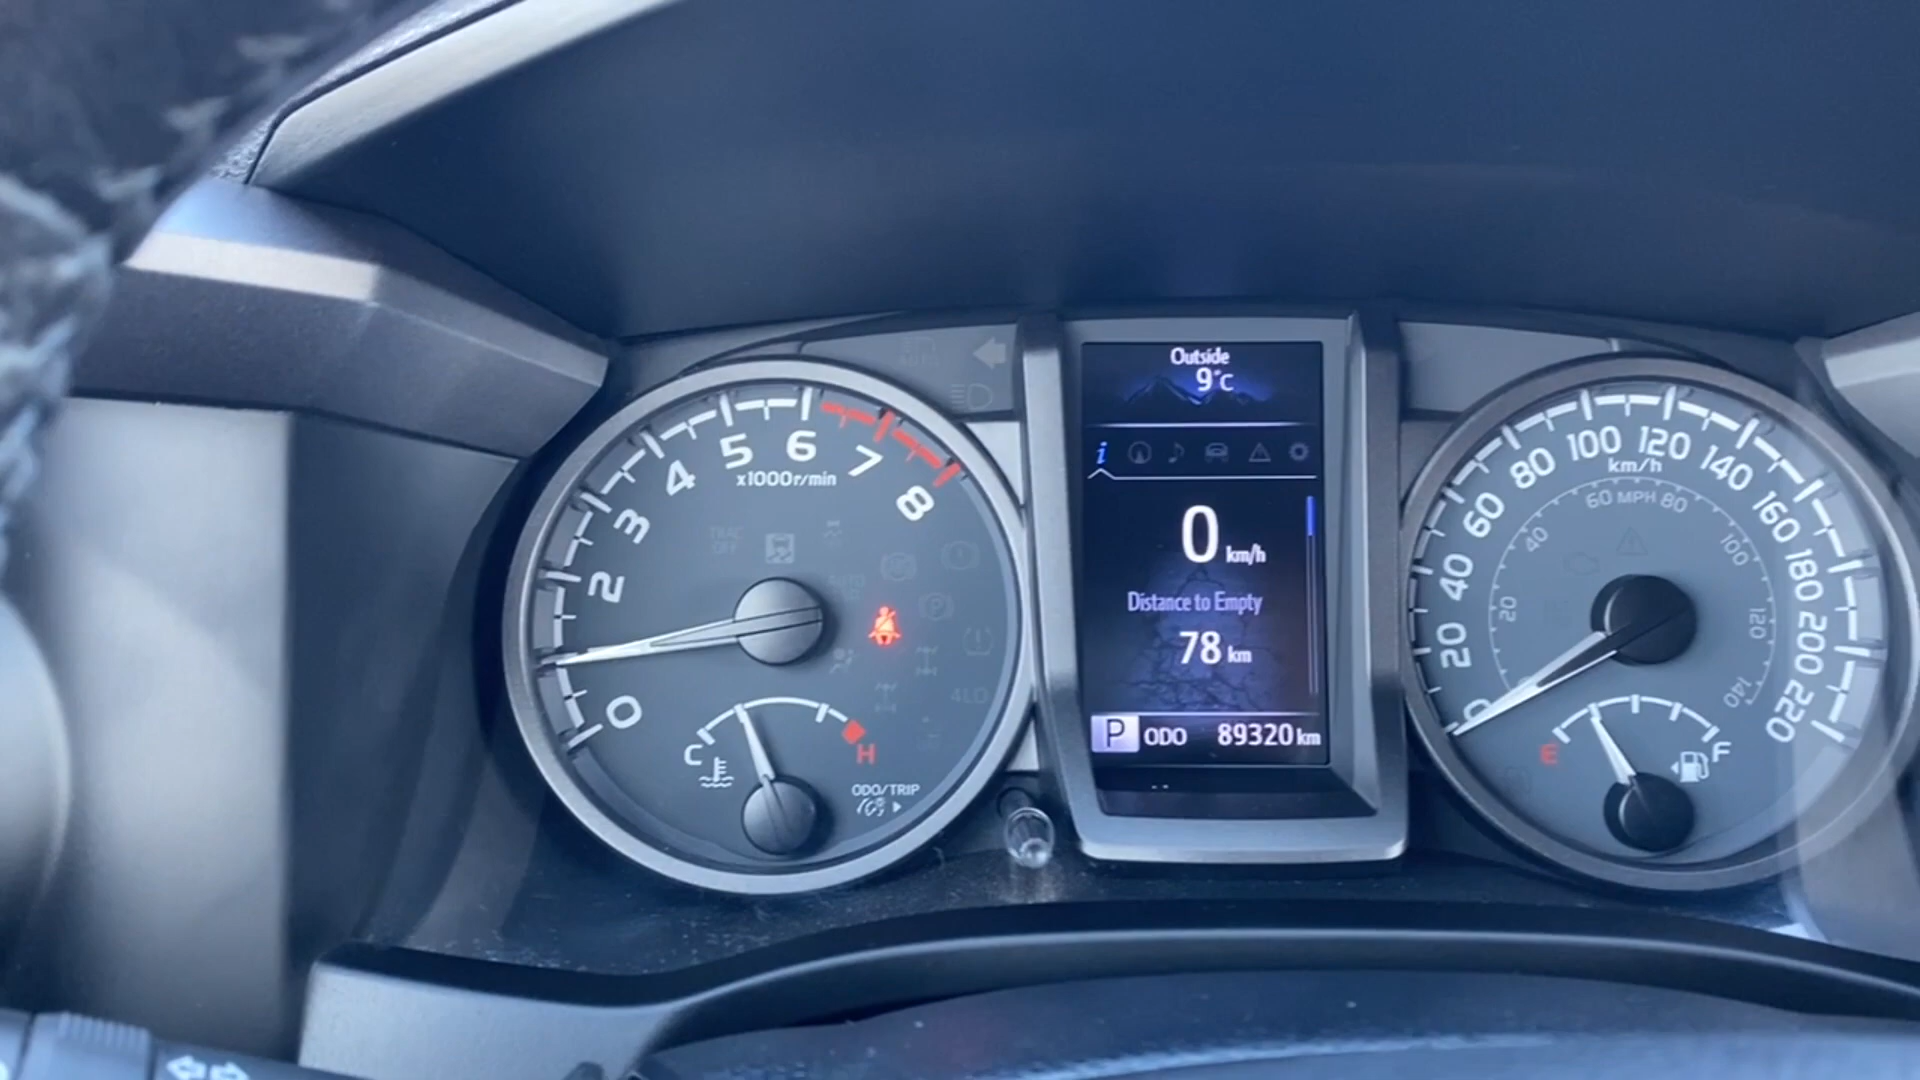 Outside
9°C
i
0 km/h
Distance to Empty
78 km
P ODO 89320 km
0
2
3
4
5
6
7
8
x1000r/min
TRAC
OFF
4LO
C
H
ODO/TRIP
0
20
40
60
80
100
120
140
160
180
200
220
km/h
20
40
60 MPH 80
100
120
140
E
F